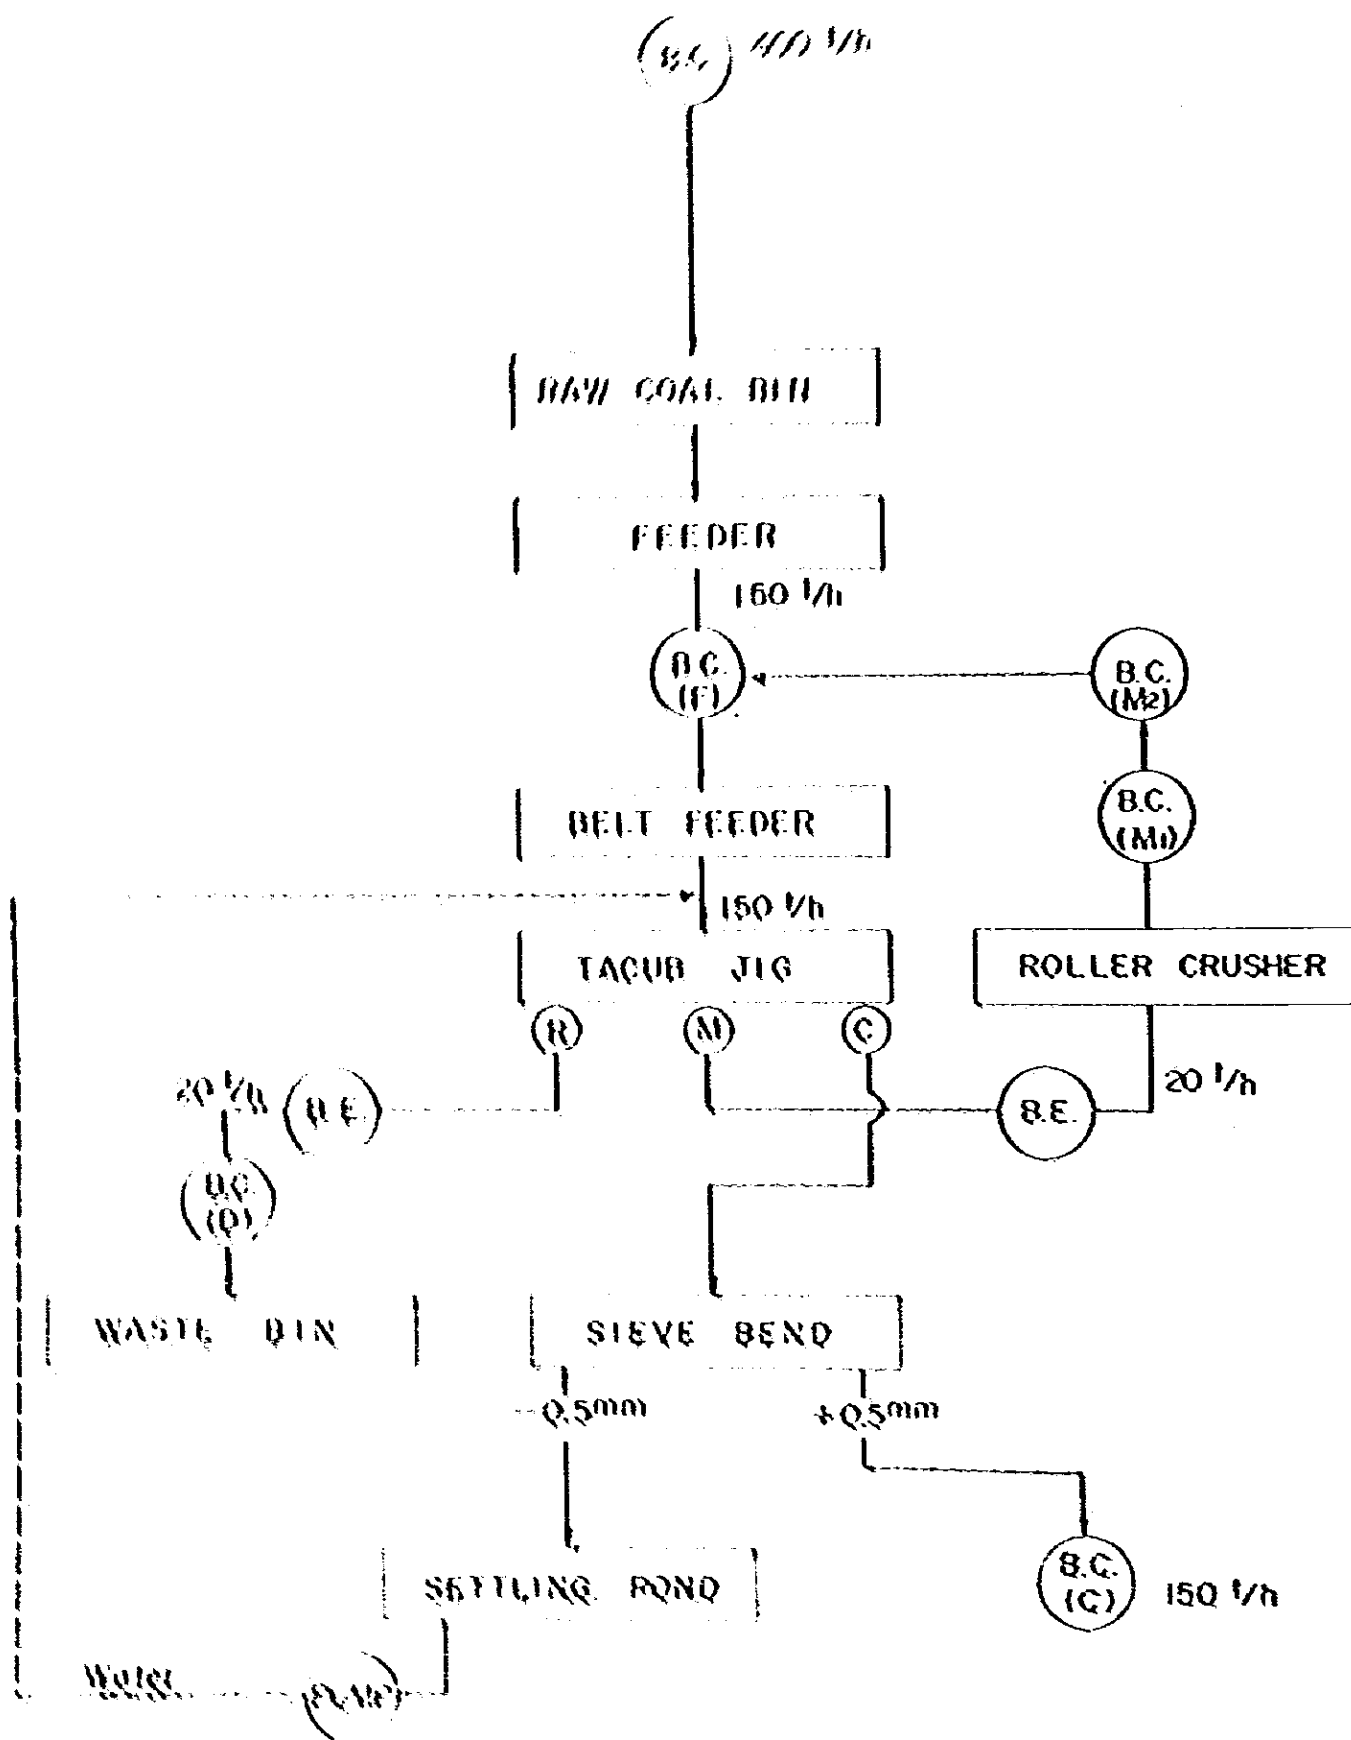 B.C.
t/h
RAW COAL BIN
FEEDER
150 t/h
B.C.
(F)
B.C.
(M2)
BELT FEEDER
B.C.
(M1)
150 t/h
TACUB JIG
ROLLER CRUSHER
R
M
C
20 t/h
B.E.
B.E.
20 t/h
B.C.
WASTE BIN
SIEVE BEND
-0.5mm
+0.5mm
SETTLING POND
B.C.
(C)
150 t/h
Water